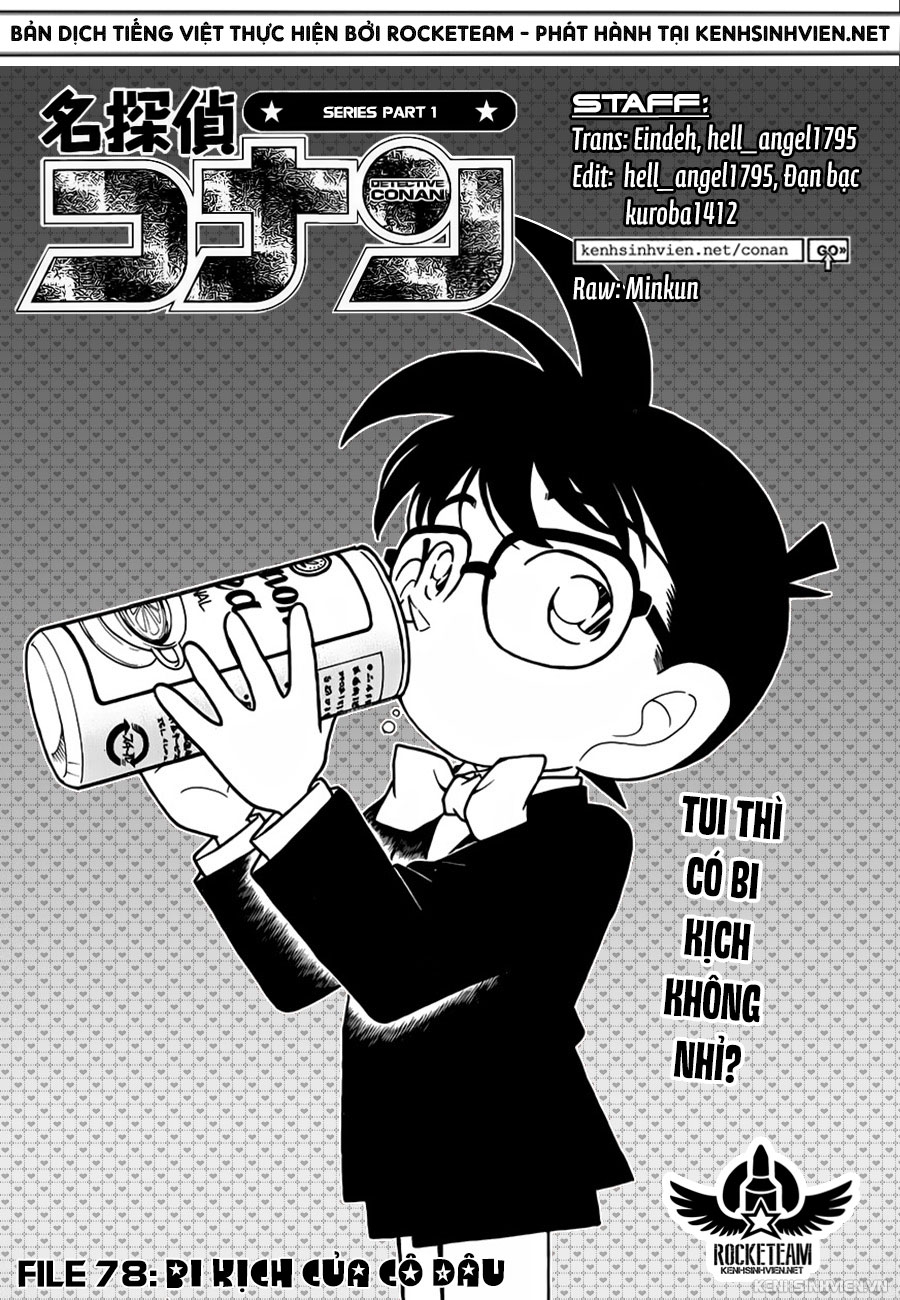 BẢN DỊCH TIẾNG VIỆT THỰC HIỆN BỞI ROCKETEAM - PHÁT HÀNH TẠI KENHSINHVIEN.NET
名探偵
SERIES PART 1
コナン
DETECTIVE
CONAN
STAFF:
Trans: Eindeh, hell_angel1795
Edit: hell_angel1795, Đạn bạc
kuroba1412
kenhsinhvien.net/conan GO»
Raw: Minkun
TUI THÌ
CÓ BI
KỊCH
KHÔNG
NHỈ?
ROCKETEAM
KENHSINHVIEN.NET
FILE 78: BI KỊCH CỦA CÔ DÂU
KENHSINHVIEN.VN